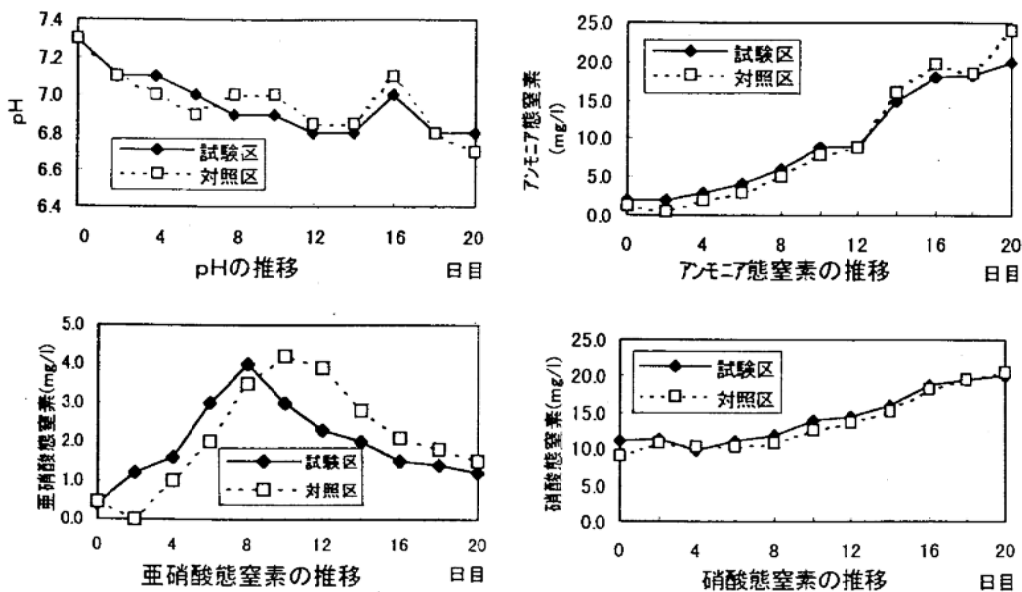 7.4
7.2
7.0
6.8
6.6
6.4
pH
試験区
対照区
0 4 8 12 16 20
pHの推移 日目
25.0
20.0
15.0
10.0
5.0
0.0
アンモニア態窒素
(mg/l)
試験区
対照区
0 4 8 12 16 20
アンモニア態窒素の推移 日目
5.0
4.0
3.0
2.0
1.0
0.0
亜硝酸態窒素(mg/l)
試験区
対照区
0 4 8 12 16 20
亜硝酸態窒素の推移 日目
25.0
20.0
15.0
10.0
5.0
0.0
硝酸態窒素(mg/l)
試験区
対照区
0 4 8 12 16 20
硝酸態窒素の推移 日目